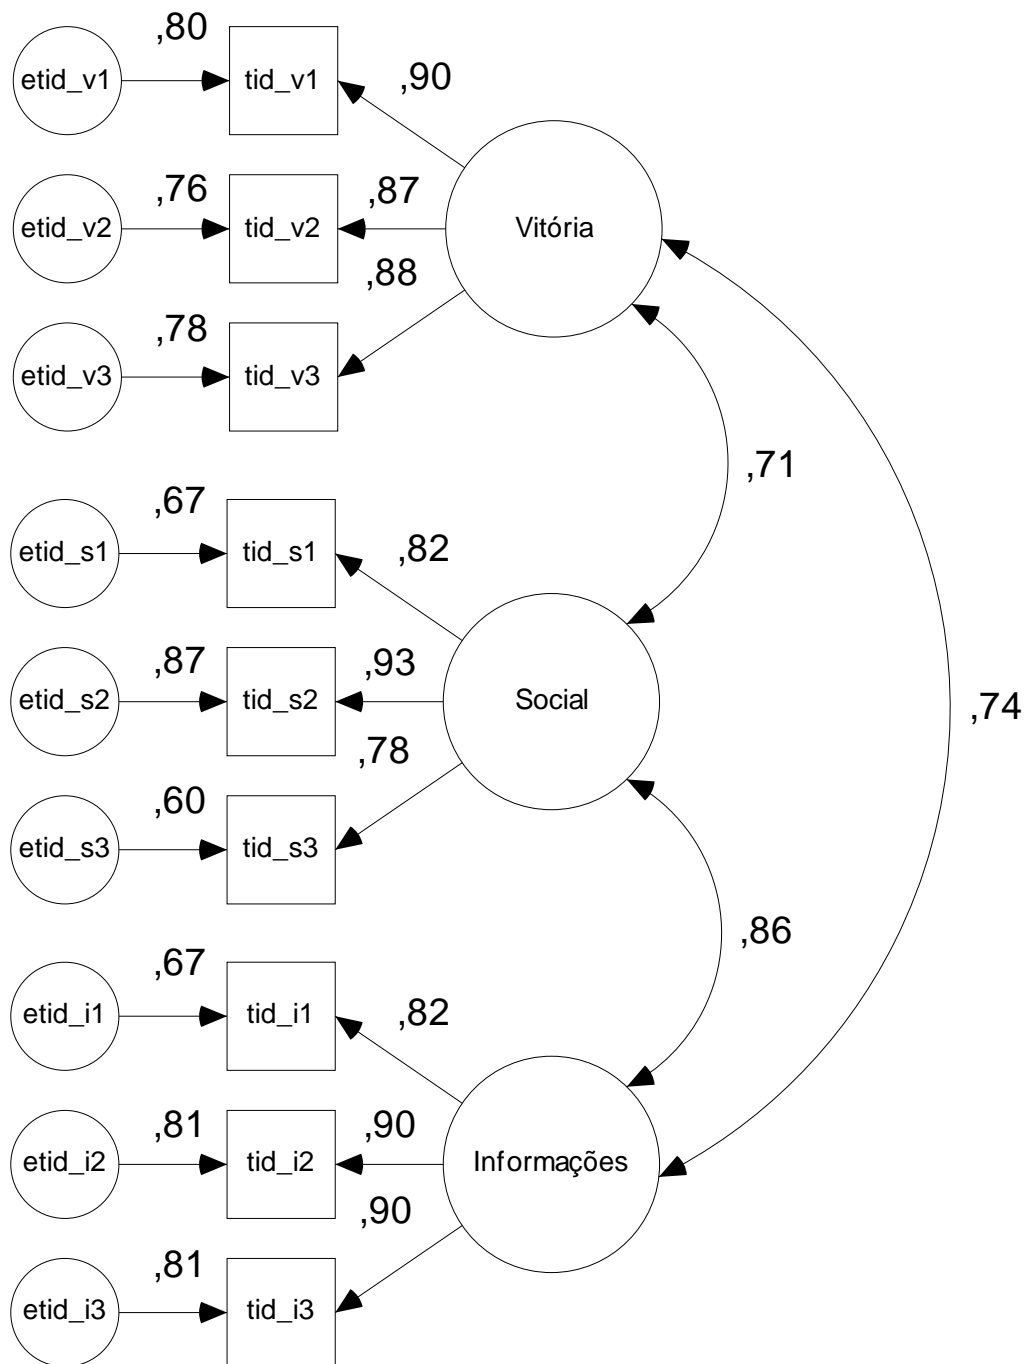 ,80
etid_v1
tid_v1
,90
,76
etid_v2
tid_v2
,87
Vitória
,88
,78
etid_v3
tid_v3
,71
,67
etid_s1
tid_s1
,82
,87
etid_s2
tid_s2
,93
Social
,74
,78
,60
etid_s3
tid_s3
,86
,67
etid_i1
tid_i1
,82
,81
etid_i2
tid_i2
,90
Informações
,90
,81
etid_i3
tid_i3